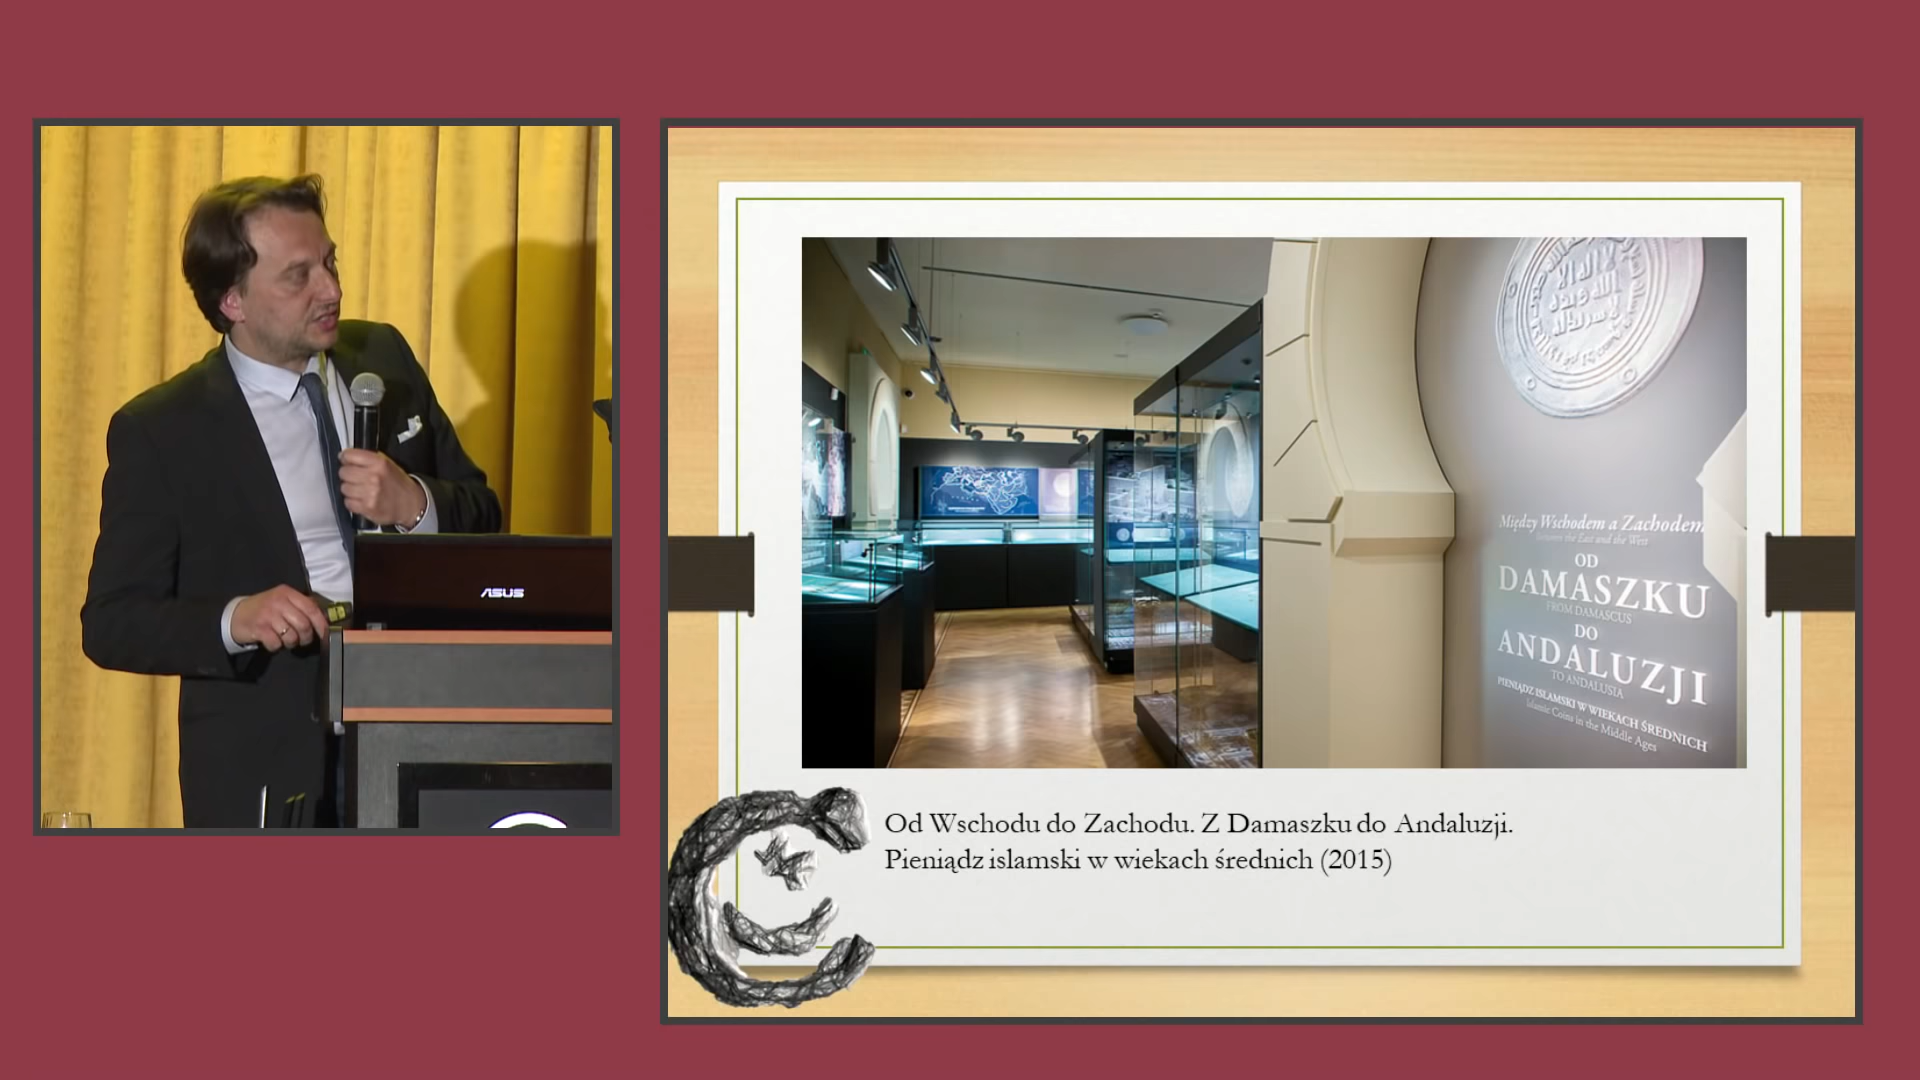 ASUS
Między Wschodem a Zachodem
Between the East and the West
OD
DAMASZKU
FROM DAMASCUS
DO
ANDALUZJI
TO ANDALUSIA
PIENIĄDZ ISLAMSKI W WIEKACH ŚREDNICH
Islamic Coins in the Middle Ages
Od Wschodu do Zachodu. Z Damaszku do Andaluzji.
Pieniądz islamski w wiekach średnich (2015)